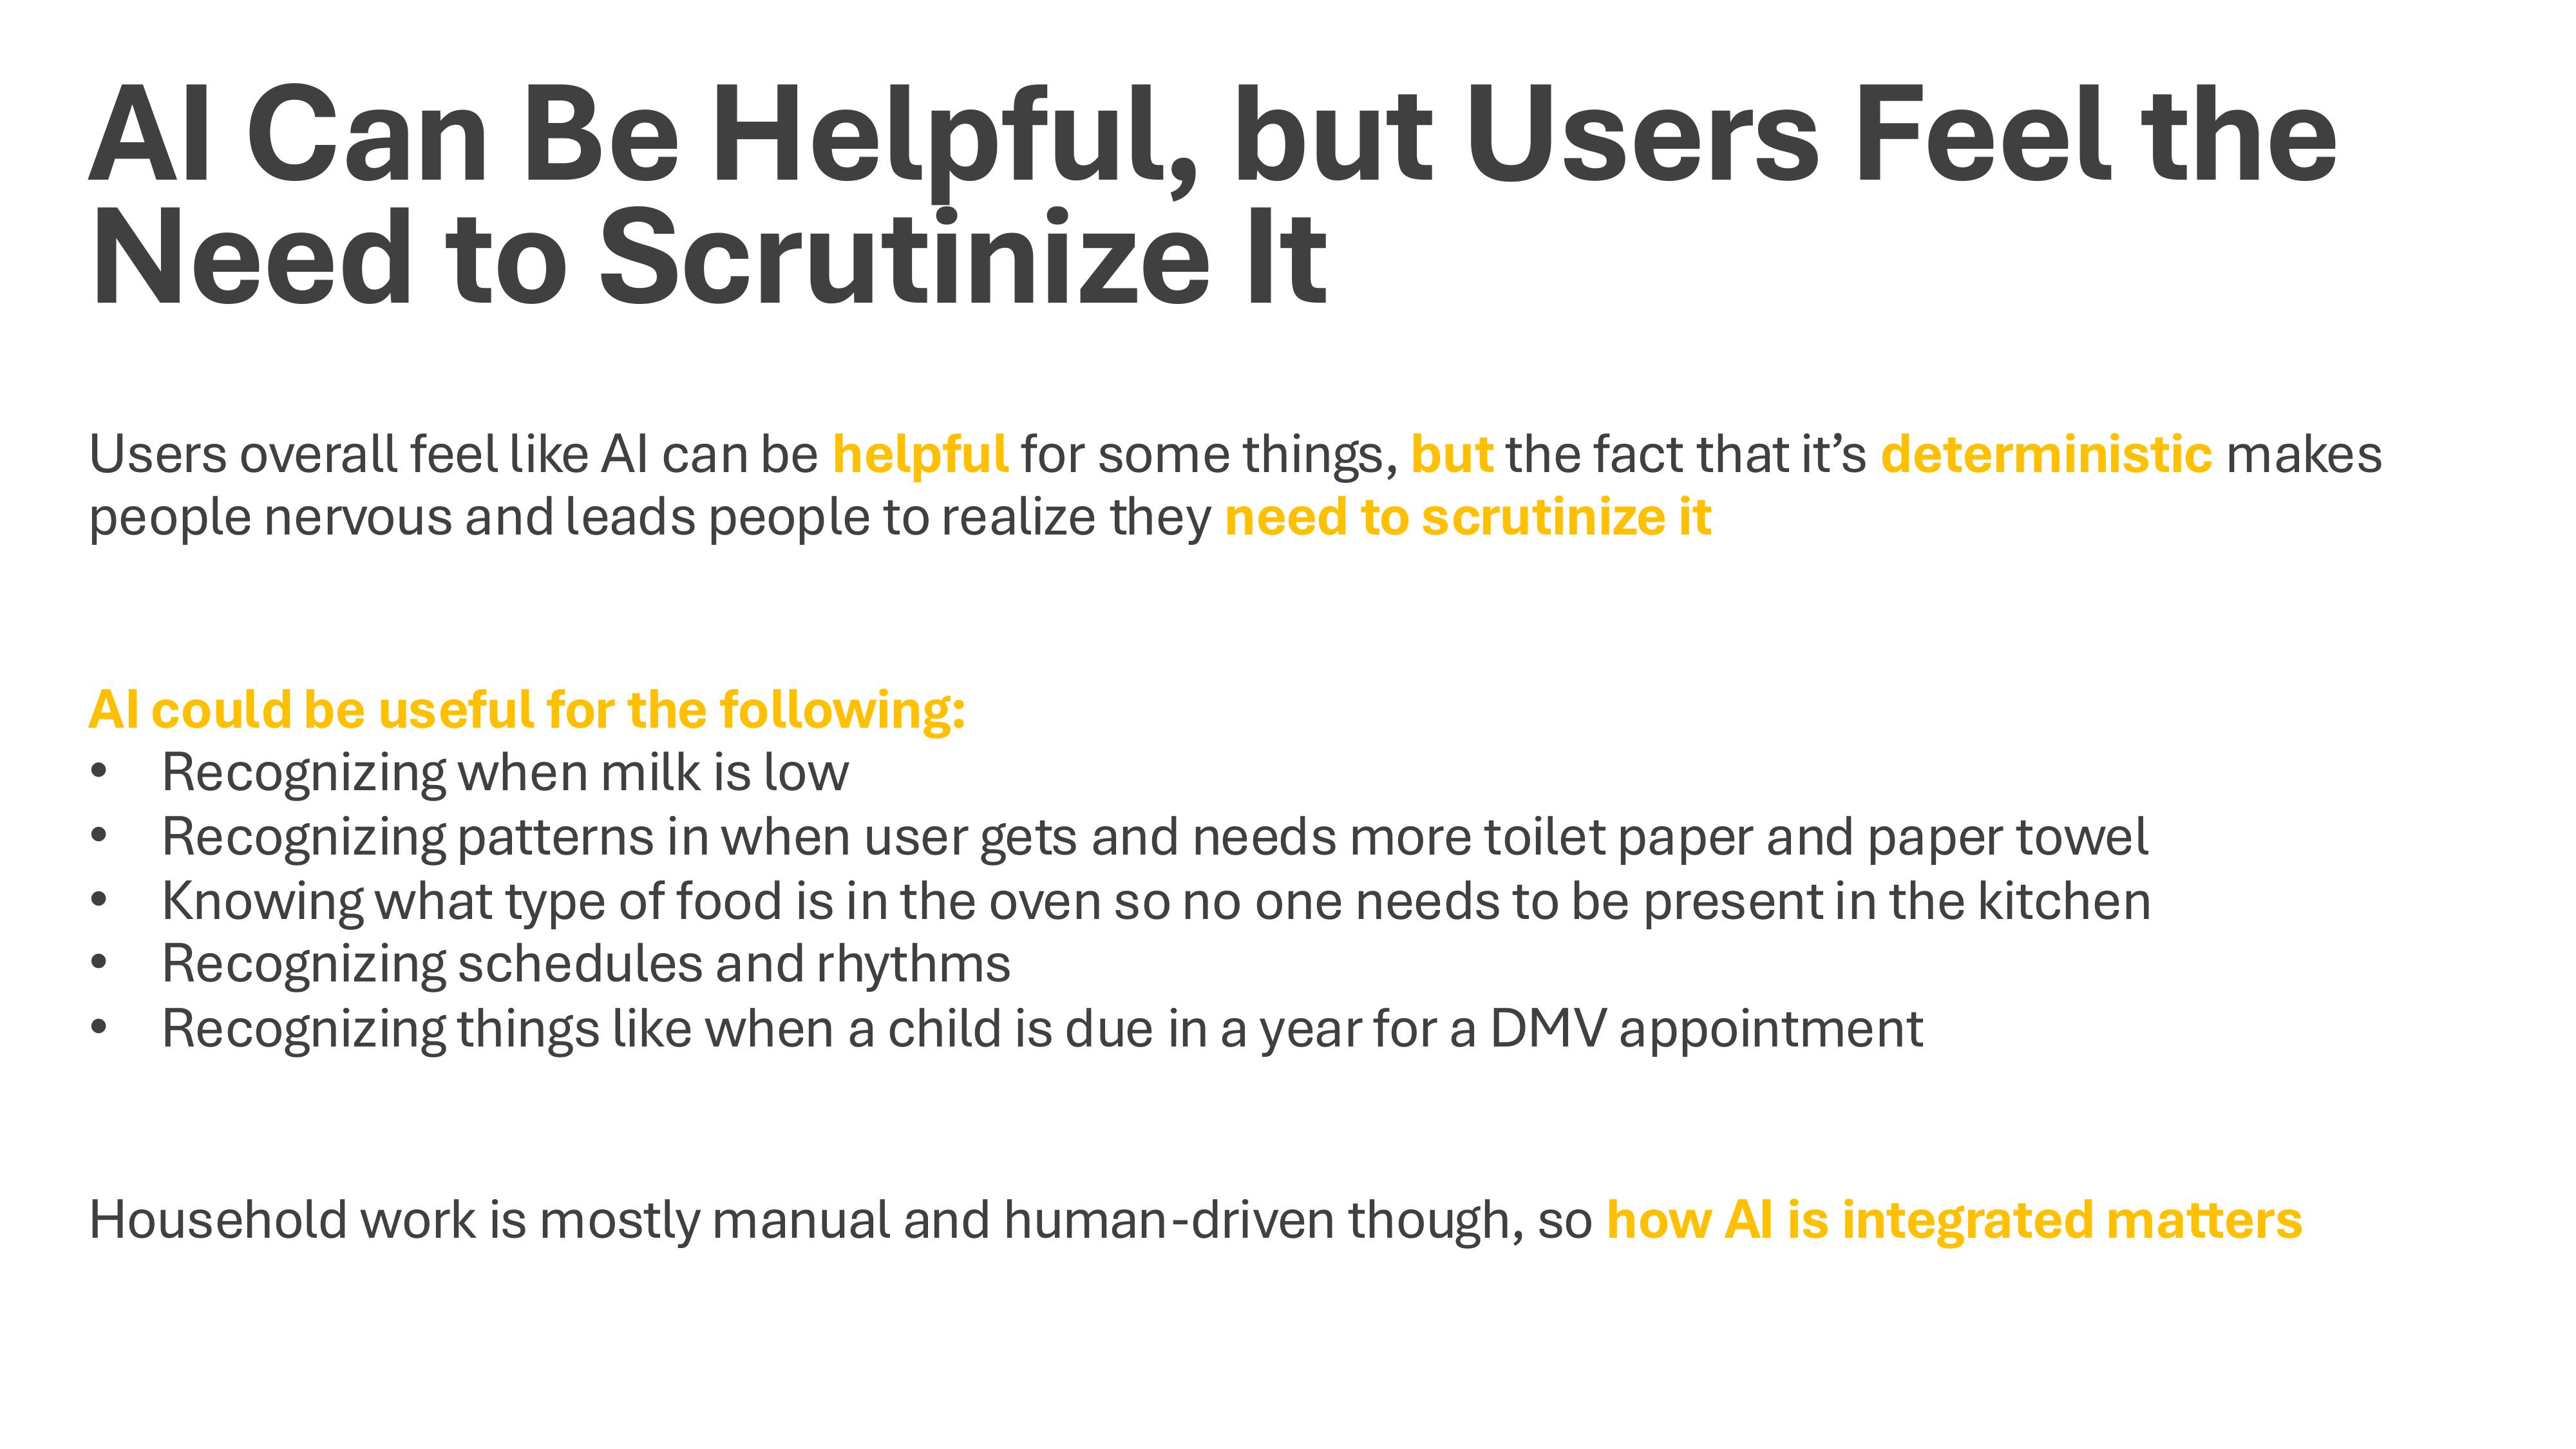 AI Can Be Helpful, but Users Feel the
Need to Scrutinize It
Users overall feel like AI can be helpful for some things, but the fact that it’s deterministic makes
people nervous and leads people to realize they need to scrutinize it
AI could be useful for the following:
• Recognizing when milk is low
• Recognizing patterns in when user gets and needs more toilet paper and paper towel
• Knowing what type of food is in the oven so no one needs to be present in the kitchen
• Recognizing schedules and rhythms
• Recognizing things like when a child is due in a year for a DMV appointment
Household work is mostly manual and human-driven though, so how AI is integrated matters